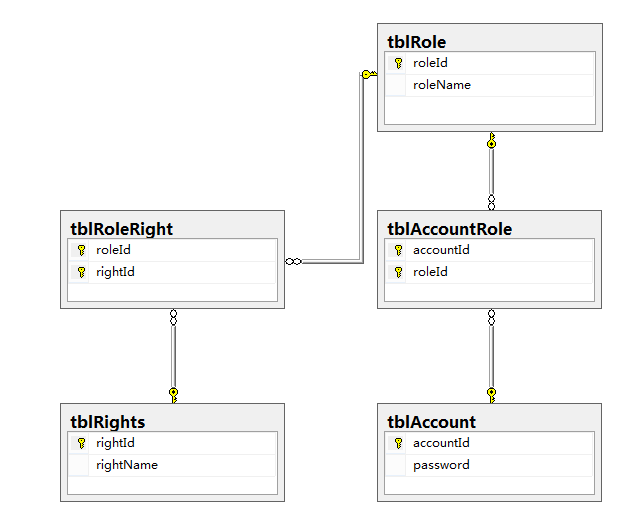 tblRole
roleId
roleName
tblRoleRight
roleId
rightId
tblAccountRole
accountId
roleId
tblRights
rightId
rightName
tblAccount
accountId
password